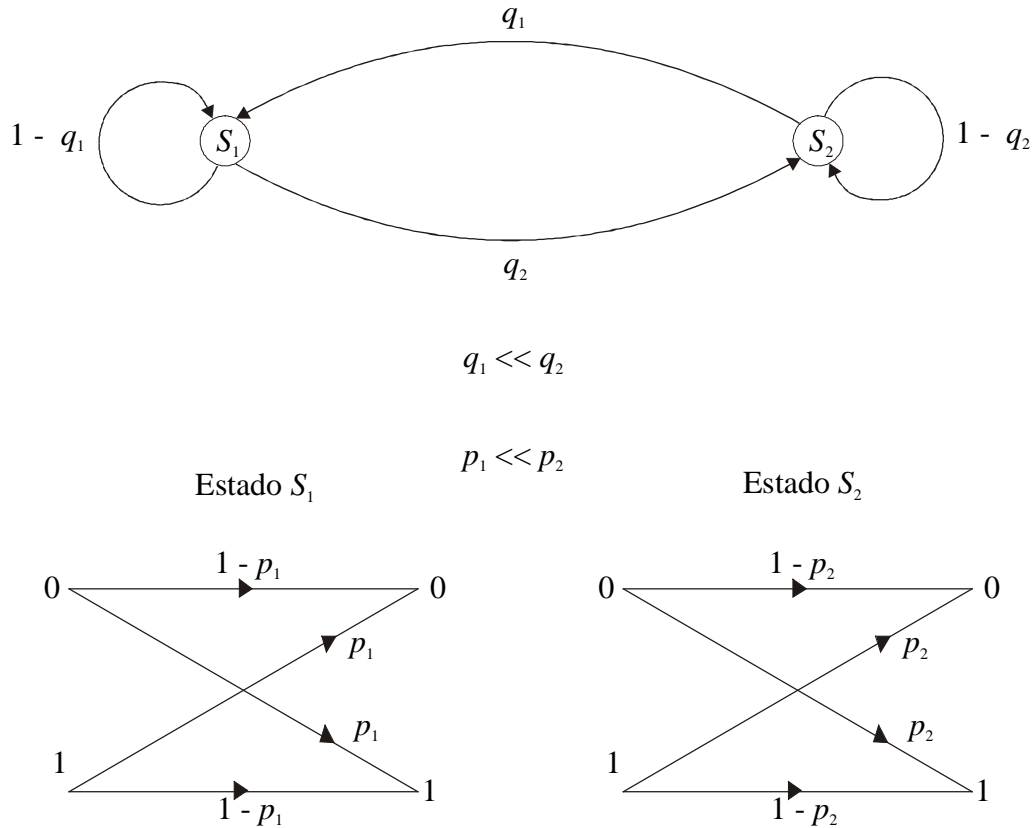 q₁
1 - q₁ S₁ S₂ 1 - q₂
q₂
q₁ << q₂
p₁ << p₂
Estado S₁ Estado S₂
1 - p₁ 1 - p₂
0 0 0 0
p₁ p₂
p₁ p₂
1 1 1 1
1 - p₁ 1 - p₂